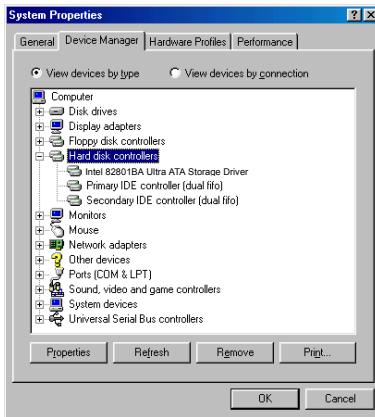 System Properties
General Device Manager Hardware Profiles Performance
View devices by type View devices by connection
Computer
Disk drives
Display adapters
Floppy disk controllers
Hard disk controllers
Intel 82801BA Ultra ATA Storage Driver
Primary IDE controller (dual fifo)
Secondary IDE controller (dual fifo)
Monitors
Mouse
Network adapters
Other devices
Ports (COM & LPT)
Sound, video and game controllers
System devices
Universal Serial Bus controllers
Properties Refresh Remove Print...
OK Cancel